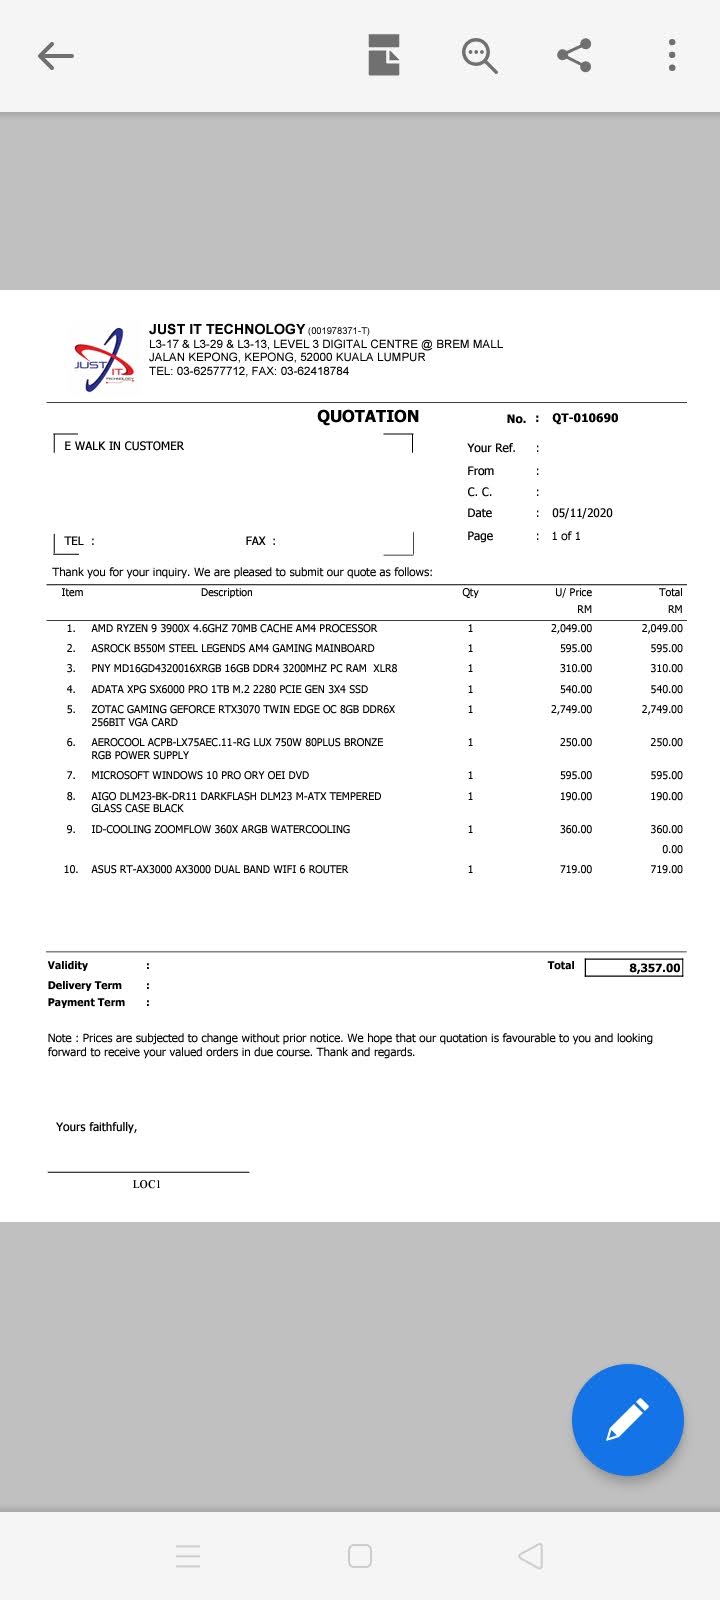 JUST IT TECHNOLOGY (001978371-T)
L3-17 & L3-29 & L3-13, LEVEL 3 DIGITAL CENTRE @ BREM MALL
JALAN KEPONG, KEPONG, 52000 KUALA LUMPUR
TEL: 03-62577712, FAX: 03-62418784
JUST IT TECHNOLOGY
QUOTATION
No. : QT-010690
E WALK IN CUSTOMER
Your Ref. :
From :
C. C. :
Date : 05/11/2020
TEL : FAX :
Page : 1 of 1
Thank you for your inquiry. We are pleased to submit our quote as follows:
Item Description Qty U/ Price Total
RM RM
1. AMD RYZEN 9 3900X 4.6GHZ 70MB CACHE AM4 PROCESSOR 1 2,049.00 2,049.00
2. ASROCK B550M STEEL LEGENDS AM4 GAMING MAINBOARD 1 595.00 595.00
3. PNY MD16GD4320016XRGB 16GB DDR4 3200MHZ PC RAM XLR8 1 310.00 310.00
4. ADATA XPG SX6000 PRO 1TB M.2 2280 PCIE GEN 3X4 SSD 1 540.00 540.00
5. ZOTAC GAMING GEFORCE RTX3070 TWIN EDGE OC 8GB DDR6X 1 2,749.00 2,749.00
256BIT VGA CARD
6. AEROCOOL ACPB-LX75AEC.11-RG LUX 750W 80PLUS BRONZE 1 250.00 250.00
RGB POWER SUPPLY
7. MICROSOFT WINDOWS 10 PRO ORY OEI DVD 1 595.00 595.00
8. AIGO DLM23-BK-DR11 DARKFLASH DLM23 M-ATX TEMPERED 1 190.00 190.00
GLASS CASE BLACK
9. ID-COOLING ZOOMFLOW 360X ARGB WATERCOOLING 1 360.00 360.00
0.00
10. ASUS RT-AX3000 AX3000 DUAL BAND WIFI 6 ROUTER 1 719.00 719.00
Validity : Total 8,357.00
Delivery Term :
Payment Term :
Note : Prices are subjected to change without prior notice. We hope that our quotation is favourable to you and looking
forward to receive your valued orders in due course. Thank and regards.
Yours faithfully,
LOC1